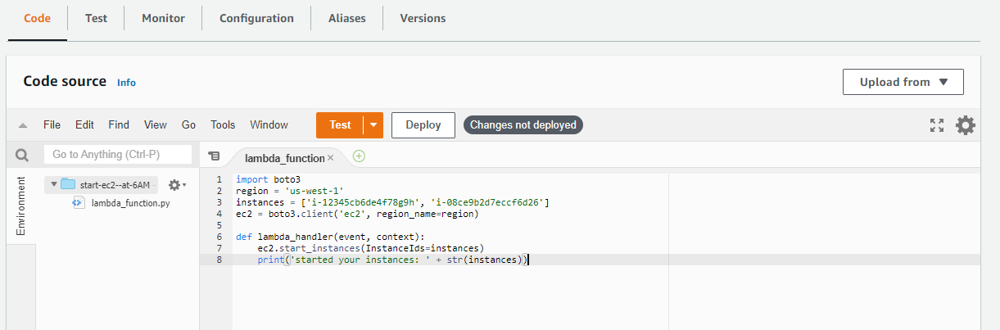 Code Test Monitor Configuration Aliases Versions
Code source Info Upload from
File Edit Find View Go Tools Window Test Deploy Changes not deployed
Go to Anything (Ctrl-P) lambda_function
Environment
start-ec2--at-6AM -
lambda_function.py
1 import boto3
2 region = 'us-west-1'
3 instances = ['i-12345cb6de4f78g9h', 'i-08ce9b2d7eccf6d26']
4 ec2 = boto3.client('ec2', region_name=region)
5
6 def lambda_handler(event, context):
7 ec2.start_instances(InstanceIds=instances)
8 print('started your instances: ' + str(instances))